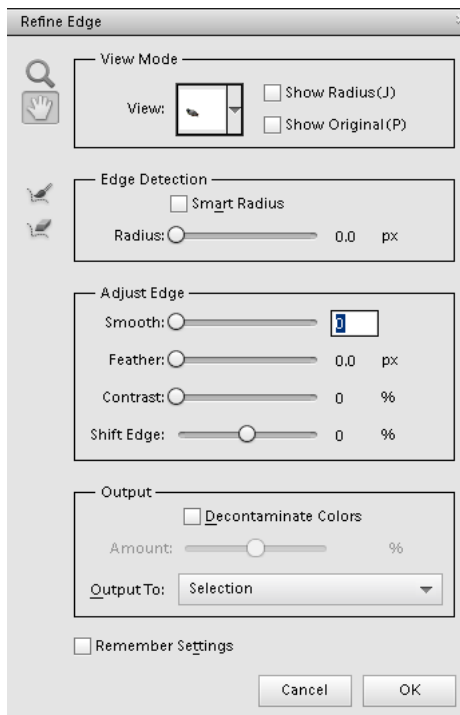 Refine Edge
View Mode
View:
Show Radius(J)
Show Original(P)
Edge Detection
Smart Radius
Radius: 0.0 px
Adjust Edge
Smooth: 0
Feather: 0.0 px
Contrast: 0 %
Shift Edge: 0 %
Output
Decontaminate Colors
Amount: %
Output To: Selection
Remember Settings
Cancel OK